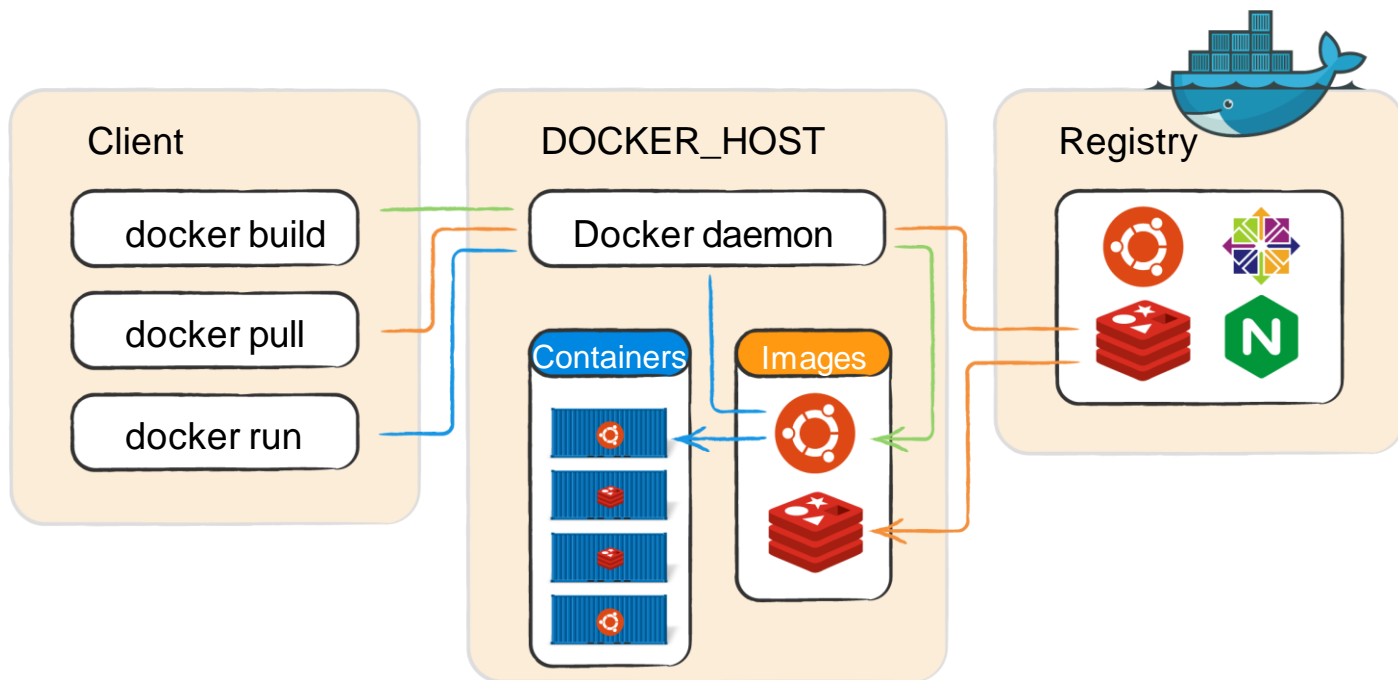 Client
docker build
docker pull
docker run
DOCKER_HOST
Docker daemon
Containers
Images
Registry
N